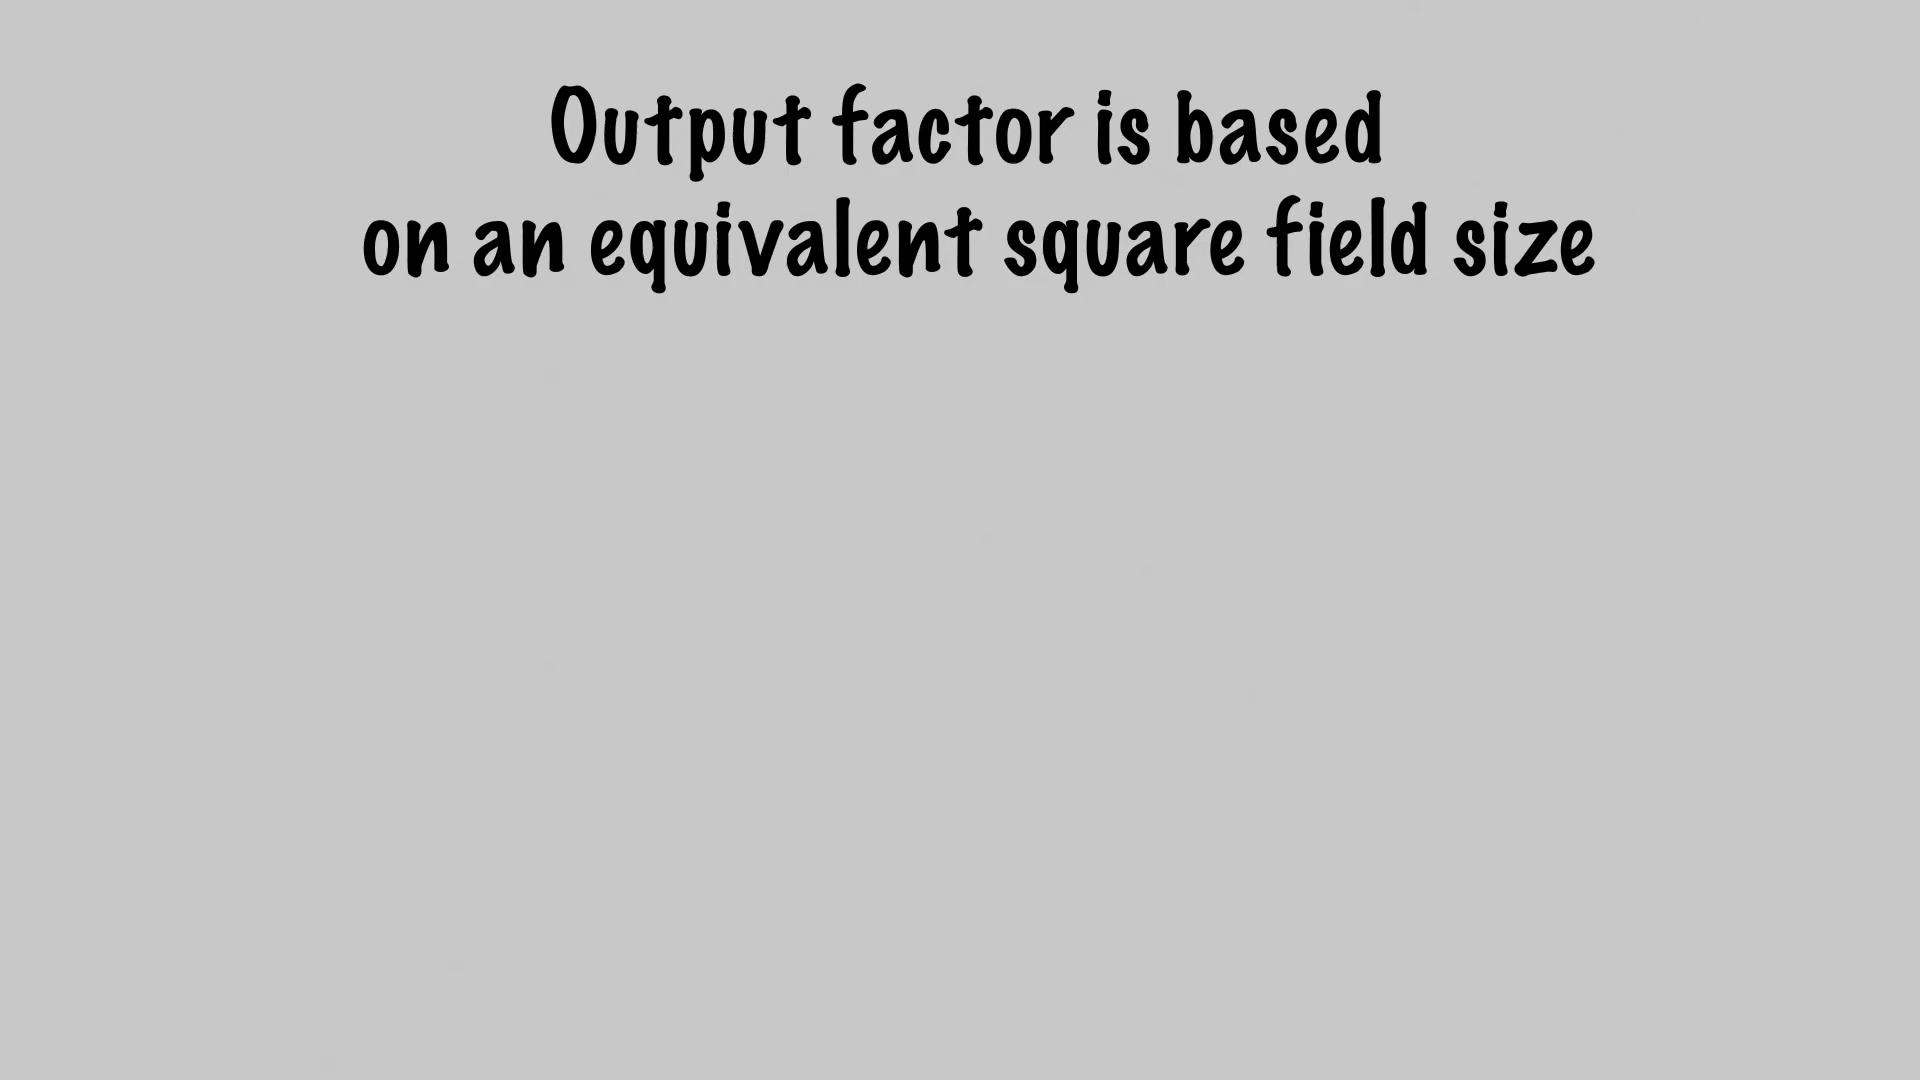 Output factor is based
on an equivalent square field size